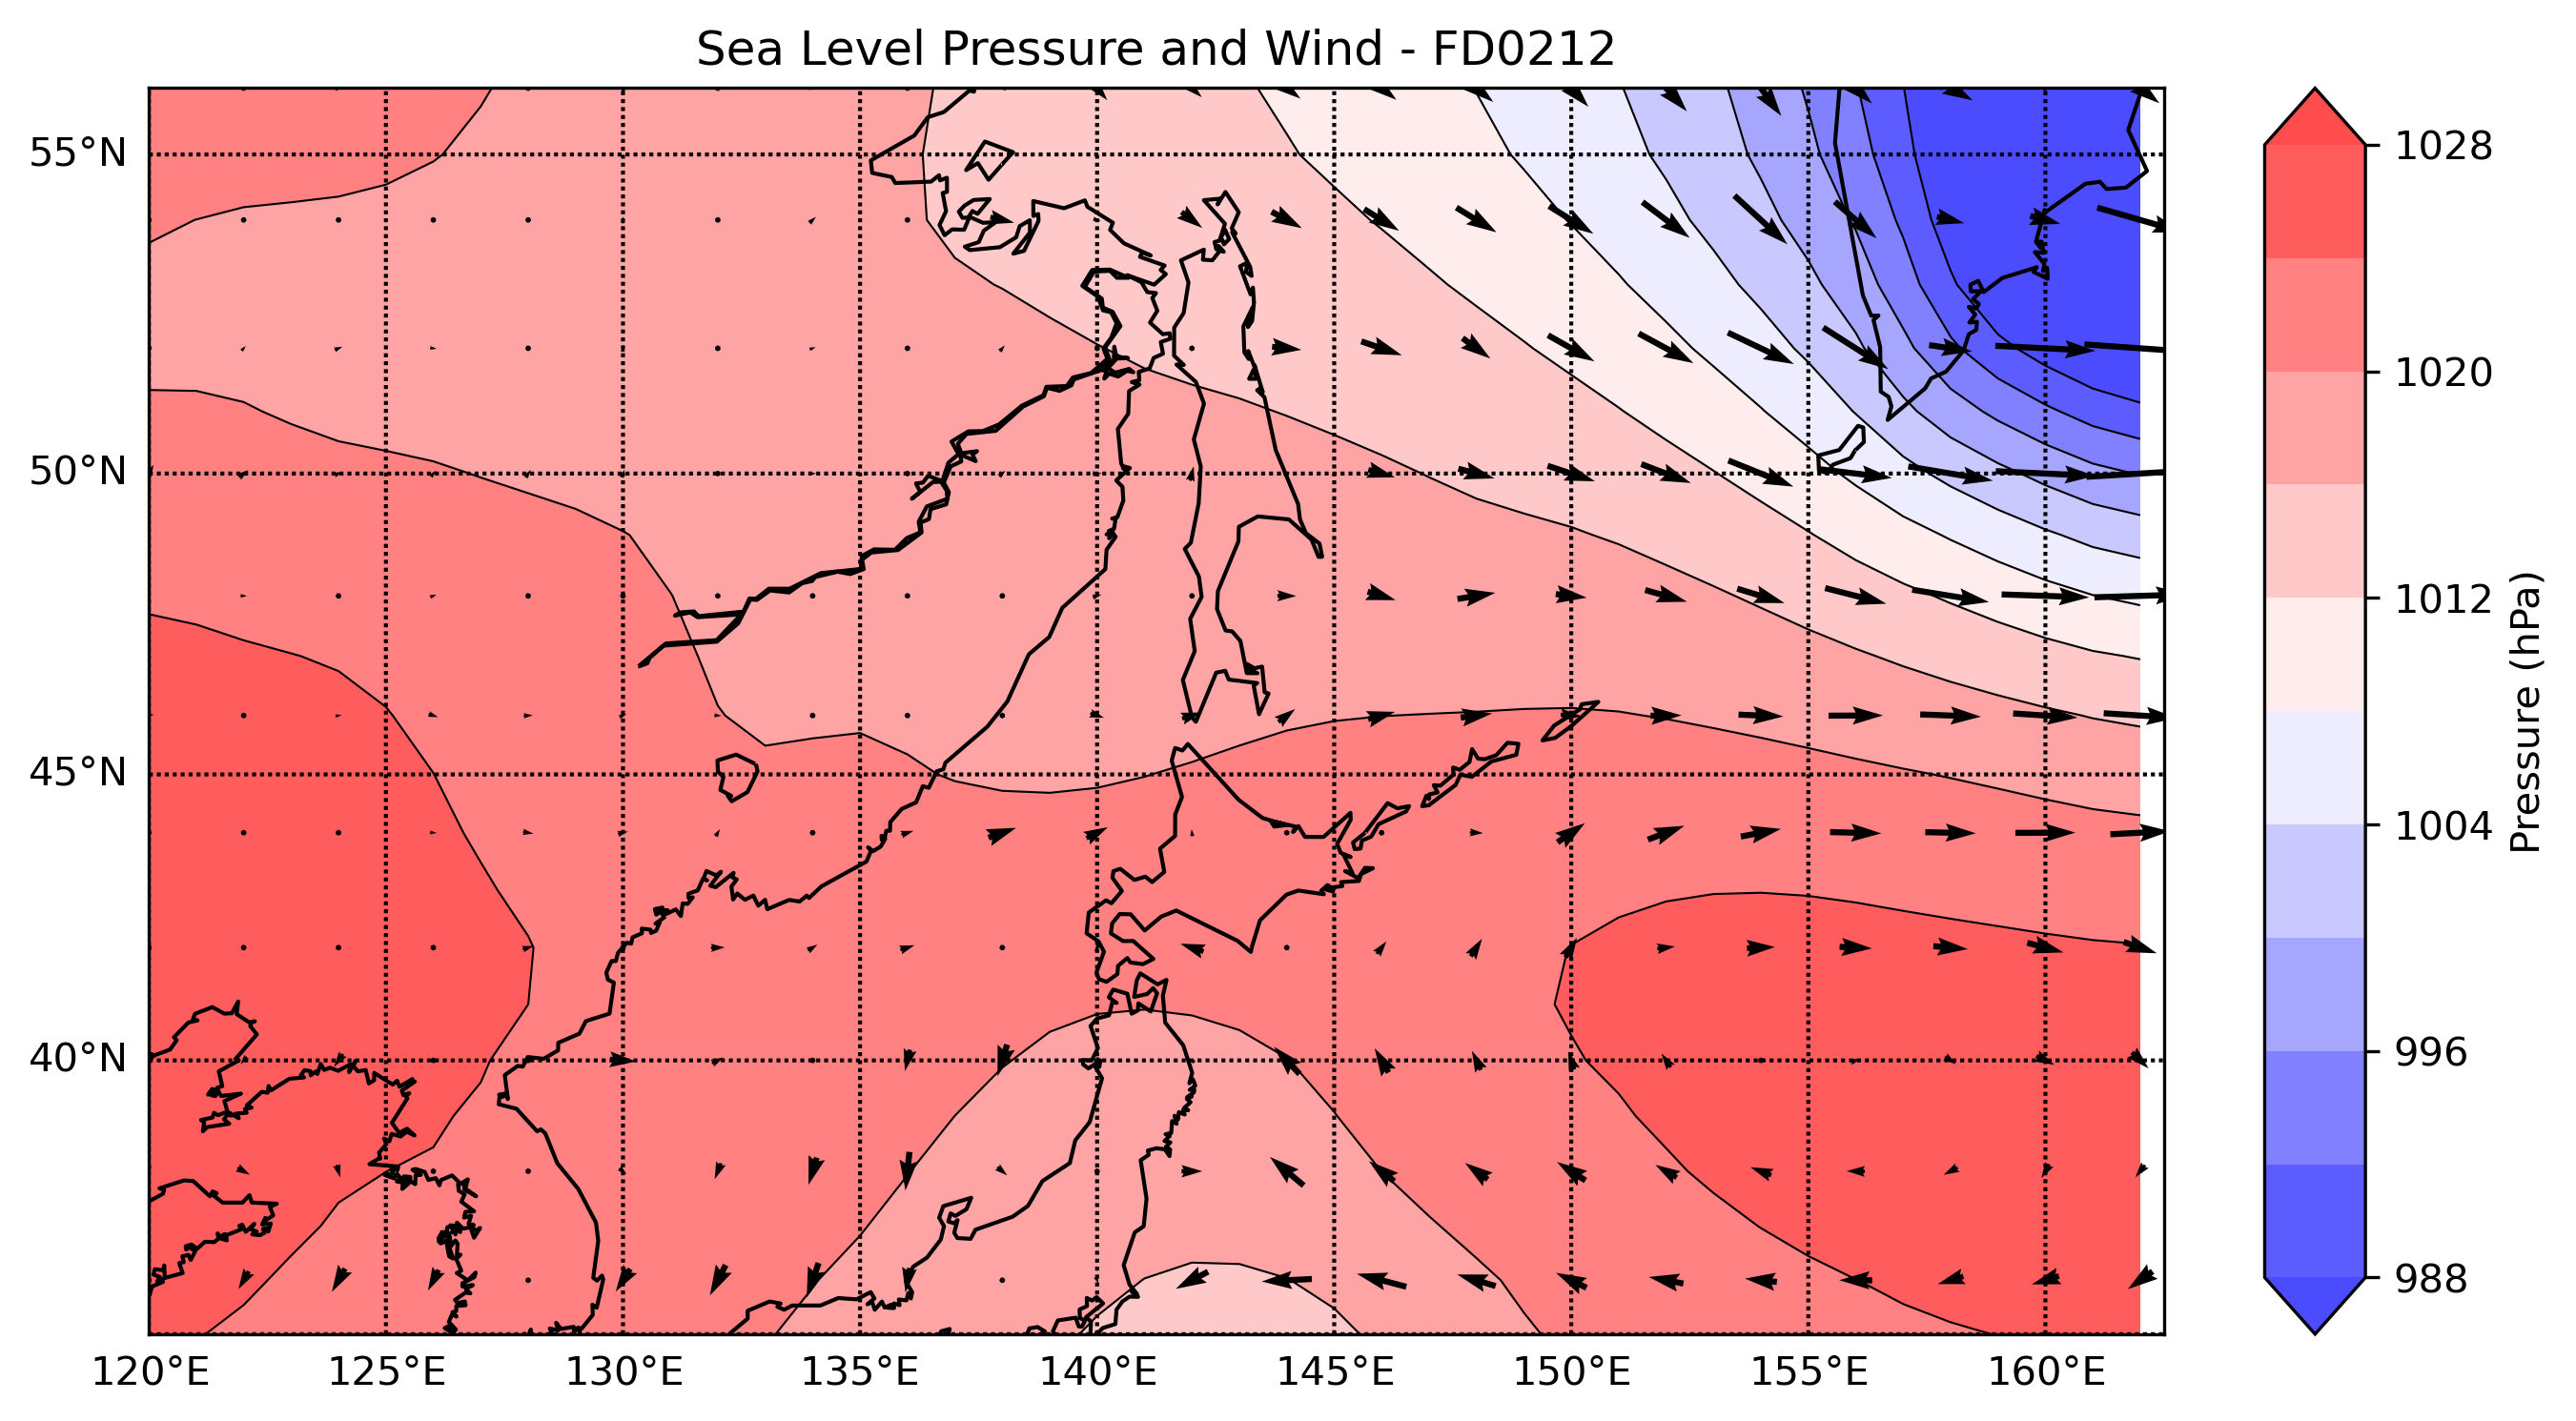 Sea Level Pressure and Wind - FD0212
55°N
50°N
45°N
40°N
120°E 125°E 130°E 135°E 140°E 145°E 150°E 155°E 160°E
1028
1020
1012
1004
996
988
Pressure (hPa)